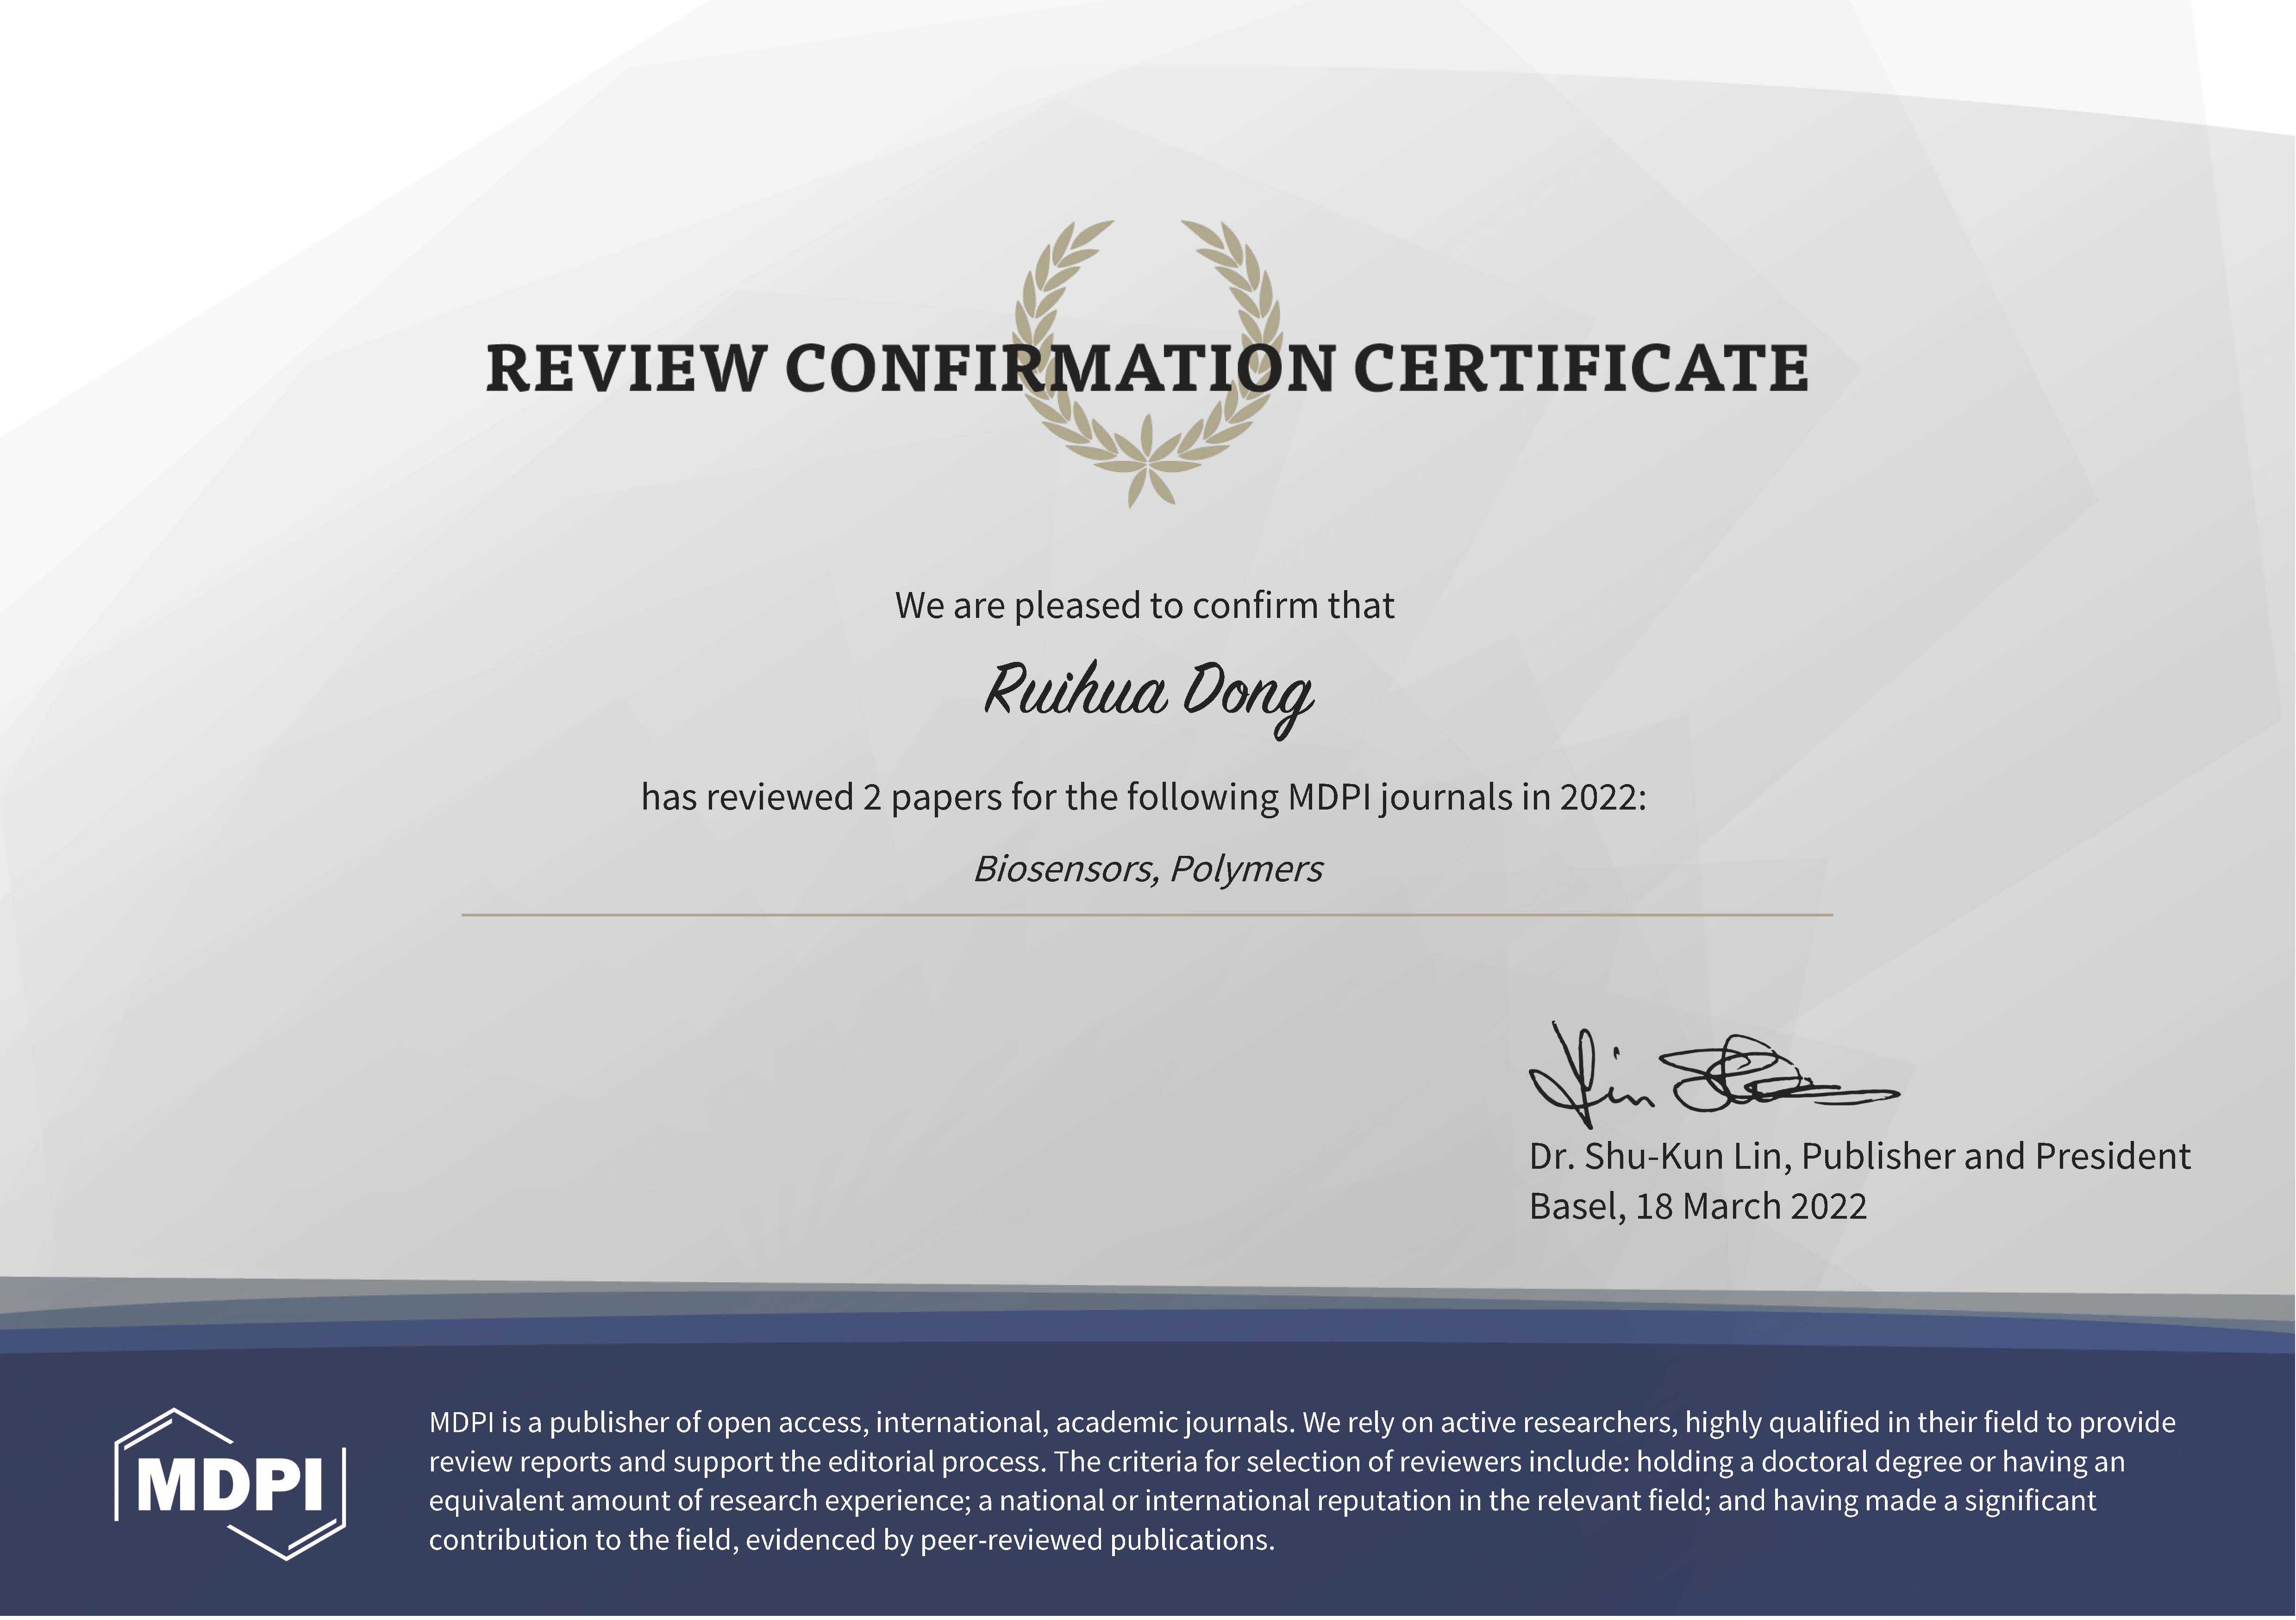 REVIEW CONFIRMATION CERTIFICATE
We are pleased to confirm that
Ruihua Dong
has reviewed 2 papers for the following MDPI journals in 2022:
Biosensors, Polymers
Dr. Shu-Kun Lin, Publisher and President
Basel, 18 March 2022
MDPI
MDPI is a publisher of open access, international, academic journals. We rely on active researchers, highly qualified in their field to provide
review reports and support the editorial process. The criteria for selection of reviewers include: holding a doctoral degree or having an
equivalent amount of research experience; a national or international reputation in the relevant field; and having made a significant
contribution to the field, evidenced by peer-reviewed publications.